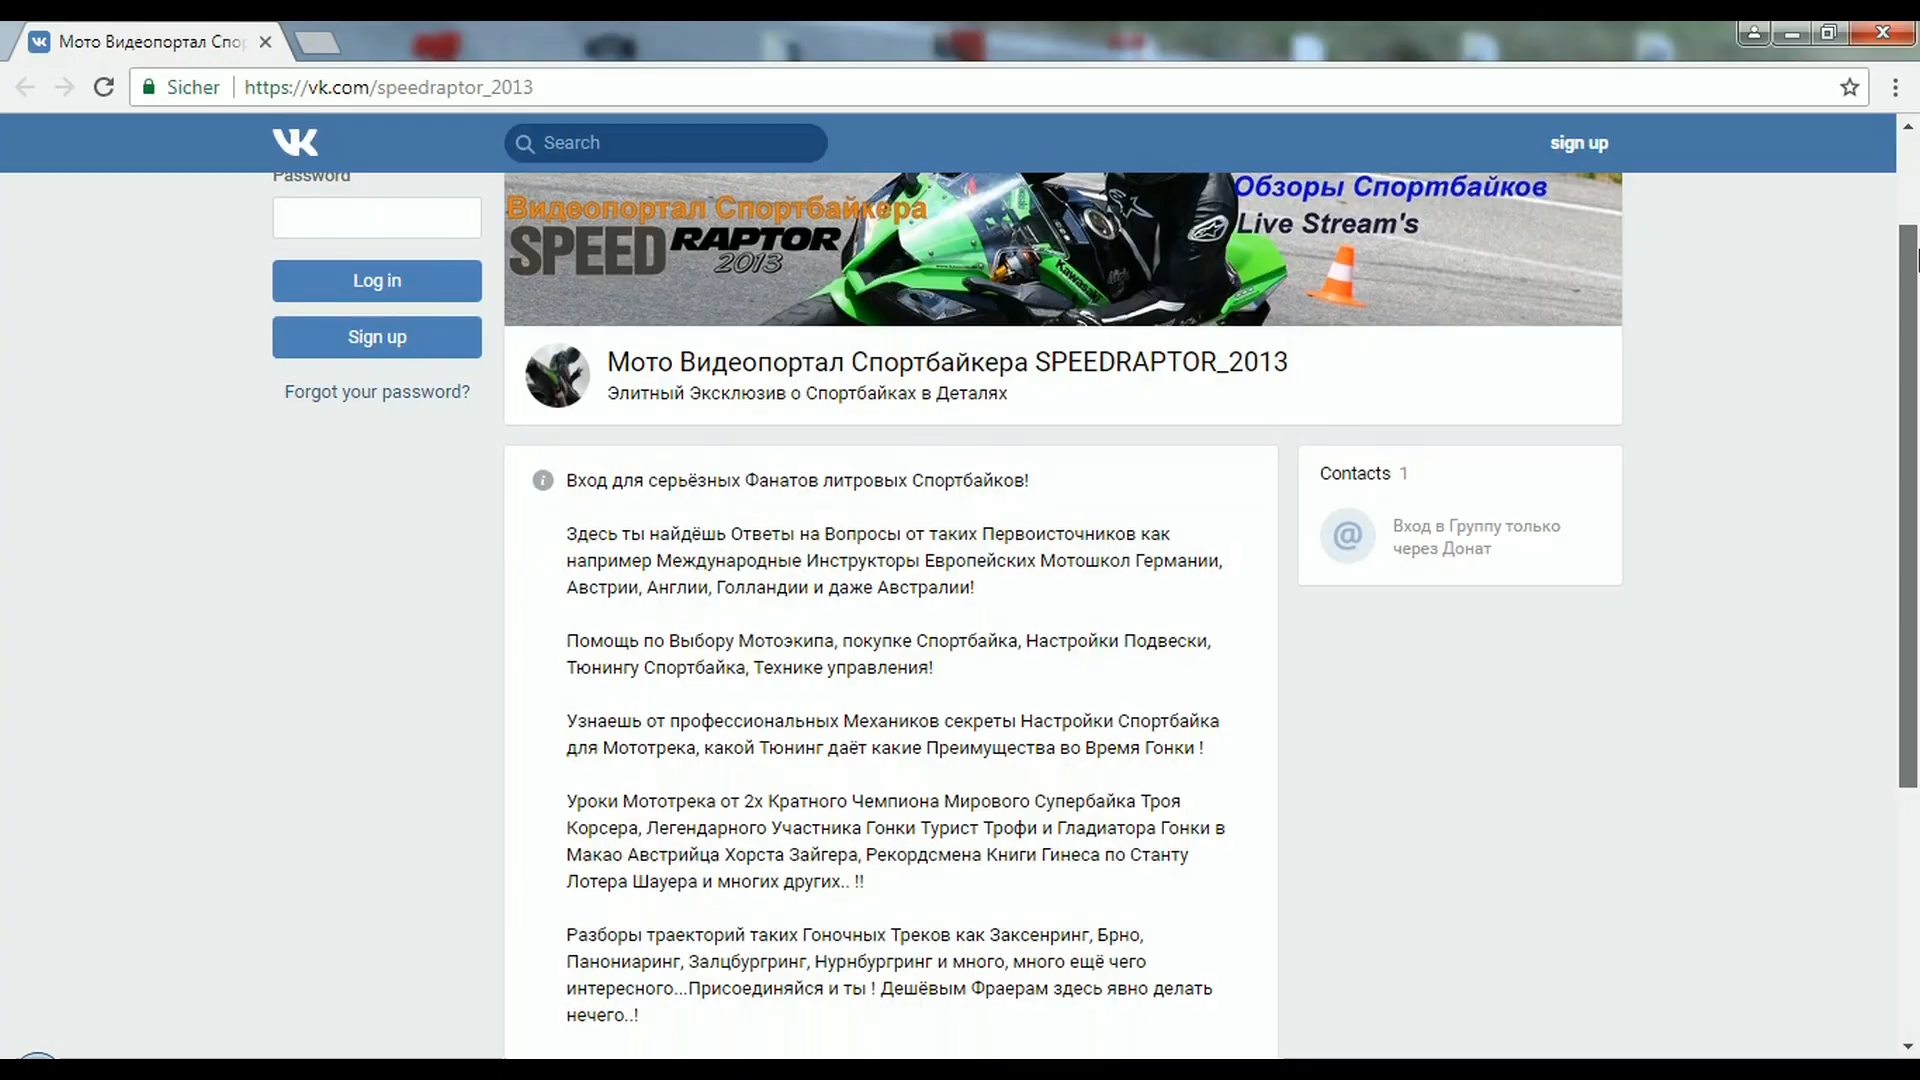 Мото Видеопортал Спо
Sicher
https://vk.com/speedraptor_2013
Search
sign up
Password
Log in
Sign up
Forgot your password?
Видеопортал Спортбайкера
SPEED RAPTOR
2013
Обзоры Спортбайков
Live Stream's
Kawasaki
Мото Видеопортал Спортбайкера SPEEDRAPTOR_2013
Элитный Эксклюзив о Спортбайках в Деталях
Вход для серьёзных Фанатов литровых Спортбайков!
Здесь ты найдёшь Ответы на Вопросы от таких Первоисточников как
например Международные Инструкторы Европейских Мотошкол Германии,
Австрии, Англии, Голландии и даже Австралии!
Помощь по Выбору Мотоэкипа, покупке Спортбайка, Настройки Подвески,
Тюнингу Спортбайка, Технике управления!
Узнаешь от профессиональных Механиков секреты Настройки Спортбайка
для Мототрека, какой Тюнинг даёт какие Преимущества во Время Гонки !
Уроки Мототрека от 2х Кратного Чемпиона Мирового Супербайка Троя
Корсера, Легендарного Участника Гонки Турист Трофи и Гладиатора Гонки в
Макао Австрийца Хорста Зайгера, Рекордсмена Книги Гинеса по Станту
Лотера Шауера и многих других.. !!
Разборы траекторий таких Гоночных Треков как Заксенринг, Брно,
Панониаринг, Залцбургринг, Нурнбургринг и много, много ещё чего
интересного...Присоединяйся и ты ! Дешёвым Фраерам здесь явно делать
нечего..!
Contacts 1
Вход в Группу только
через Донат